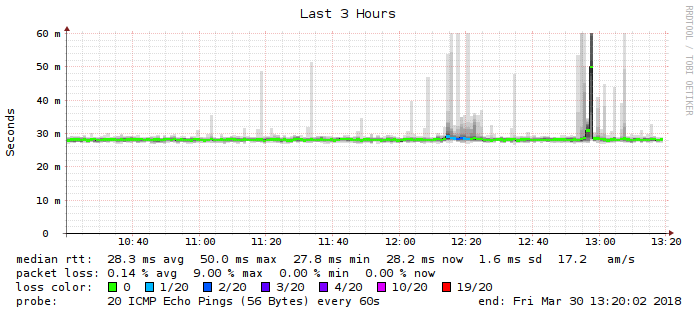 Last 3 Hours
RRDTOOL / TOBI OETIKER
Seconds
60 m
50 m
40 m
30 m
20 m
10 m
0
10:40 11:00 11:20 11:40 12:00 12:20 12:40 13:00 13:20
median rtt: 28.3 ms avg 50.0 ms max 27.8 ms min 28.2 ms now 1.6 ms sd 17.2 am/s
packet loss: 0.14 % avg 9.00 % max 0.00 % min 0.00 % now
loss color: 0 1/20 2/20 3/20 4/20 10/20 19/20
probe: 20 ICMP Echo Pings (56 Bytes) every 60s end: Fri Mar 30 13:20:02 2018